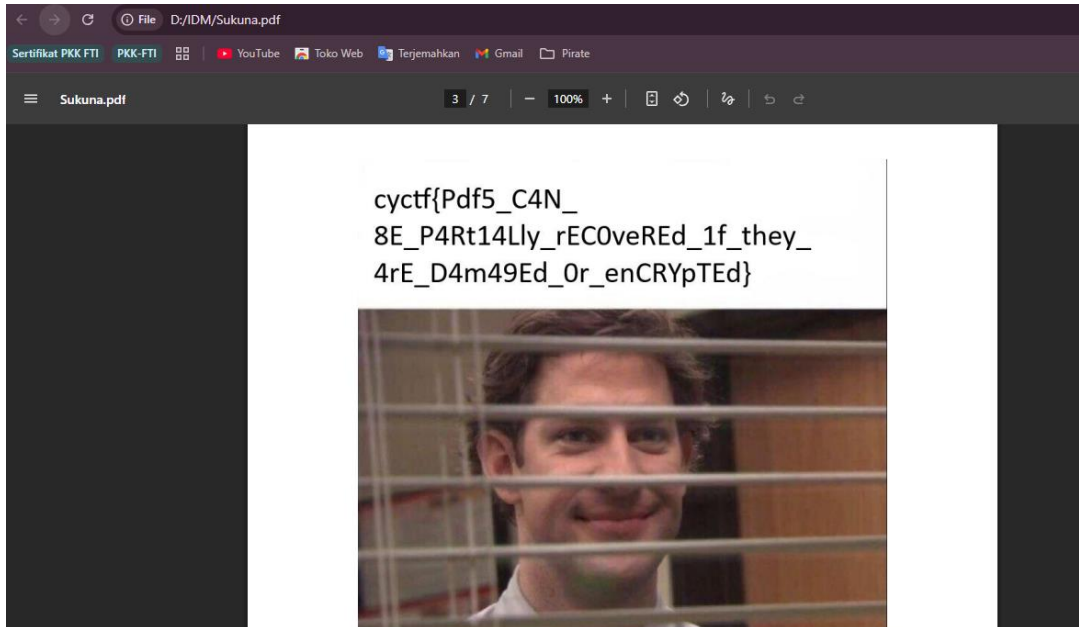 File D:/IDM/Sukuna.pdf
Sertifikat PKK FTI PKK-FTI YouTube Toko Web Terjemahkan Gmail Pirate
Sukuna.pdf 3 / 7 − 100% +
cyctf{Pdf5_C4N_
8E_P4Rt14Lly_rEC0veREd_1f_they_
4rE_D4m49Ed_0r_enCRYpTEd}